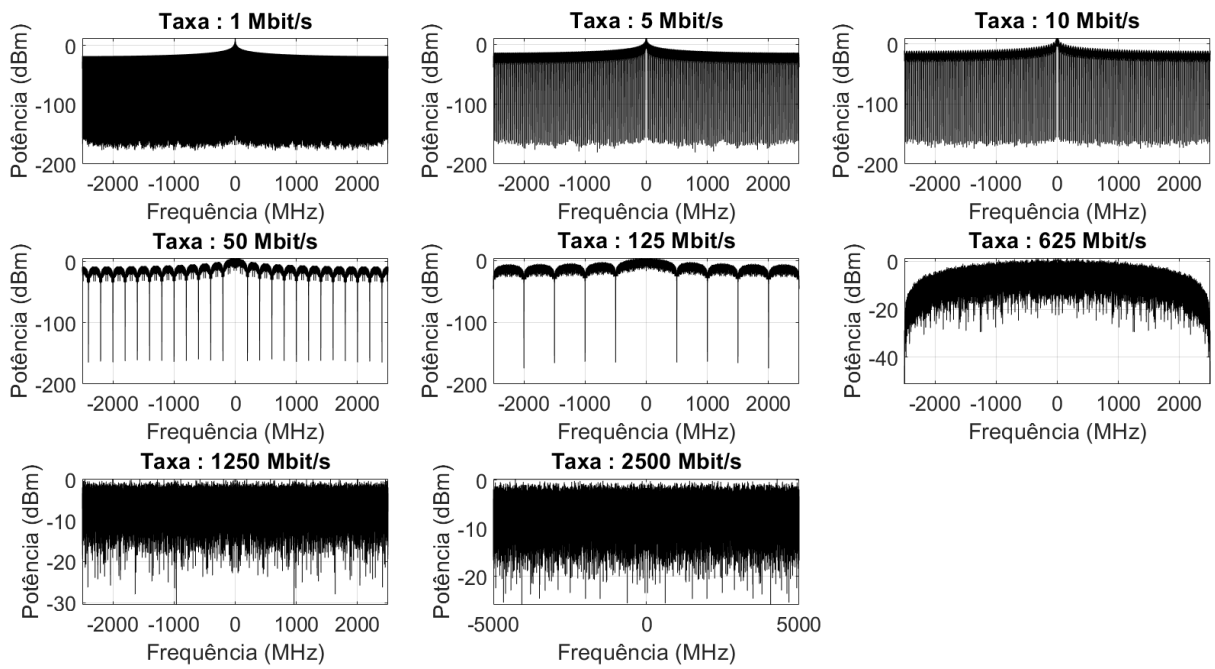 Taxa : 1 Mbit/s
Potência (dBm)
0
-100
-200
-2000 -1000 0 1000 2000
Frequência (MHz)
Taxa : 5 Mbit/s
Potência (dBm)
0
-100
-200
-2000 -1000 0 1000 2000
Frequência (MHz)
Taxa : 10 Mbit/s
Potência (dBm)
0
-100
-200
-2000 -1000 0 1000 2000
Frequência (MHz)
Taxa : 50 Mbit/s
Potência (dBm)
0
-100
-200
-2000 -1000 0 1000 2000
Frequência (MHz)
Taxa : 125 Mbit/s
Potência (dBm)
0
-100
-200
-2000 -1000 0 1000 2000
Frequência (MHz)
Taxa : 625 Mbit/s
Potência (dBm)
0
-20
-40
-2000 -1000 0 1000 2000
Frequência (MHz)
Taxa : 1250 Mbit/s
Potência (dBm)
0
-10
-20
-30
-2000 -1000 0 1000 2000
Frequência (MHz)
Taxa : 2500 Mbit/s
Potência (dBm)
0
-10
-20
-5000 0 5000
Frequência (MHz)